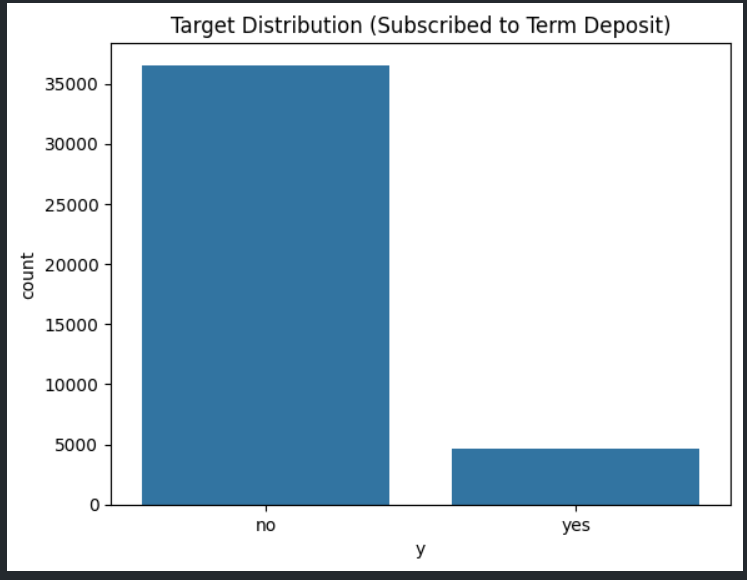 Target Distribution (Subscribed to Term Deposit)
35000
30000
25000
20000
15000
10000
5000
0
count
no yes
y